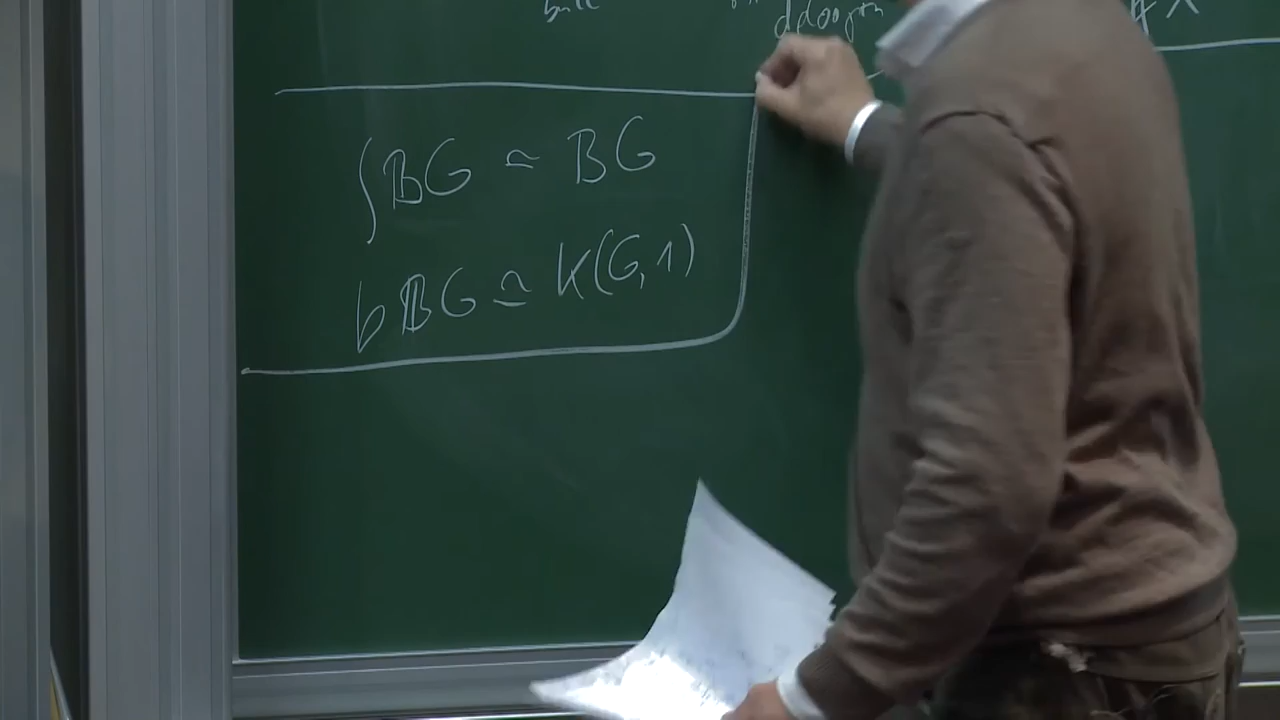 ∫𝔹G ≃ BG
♭𝔹G ≃ K(G,1)